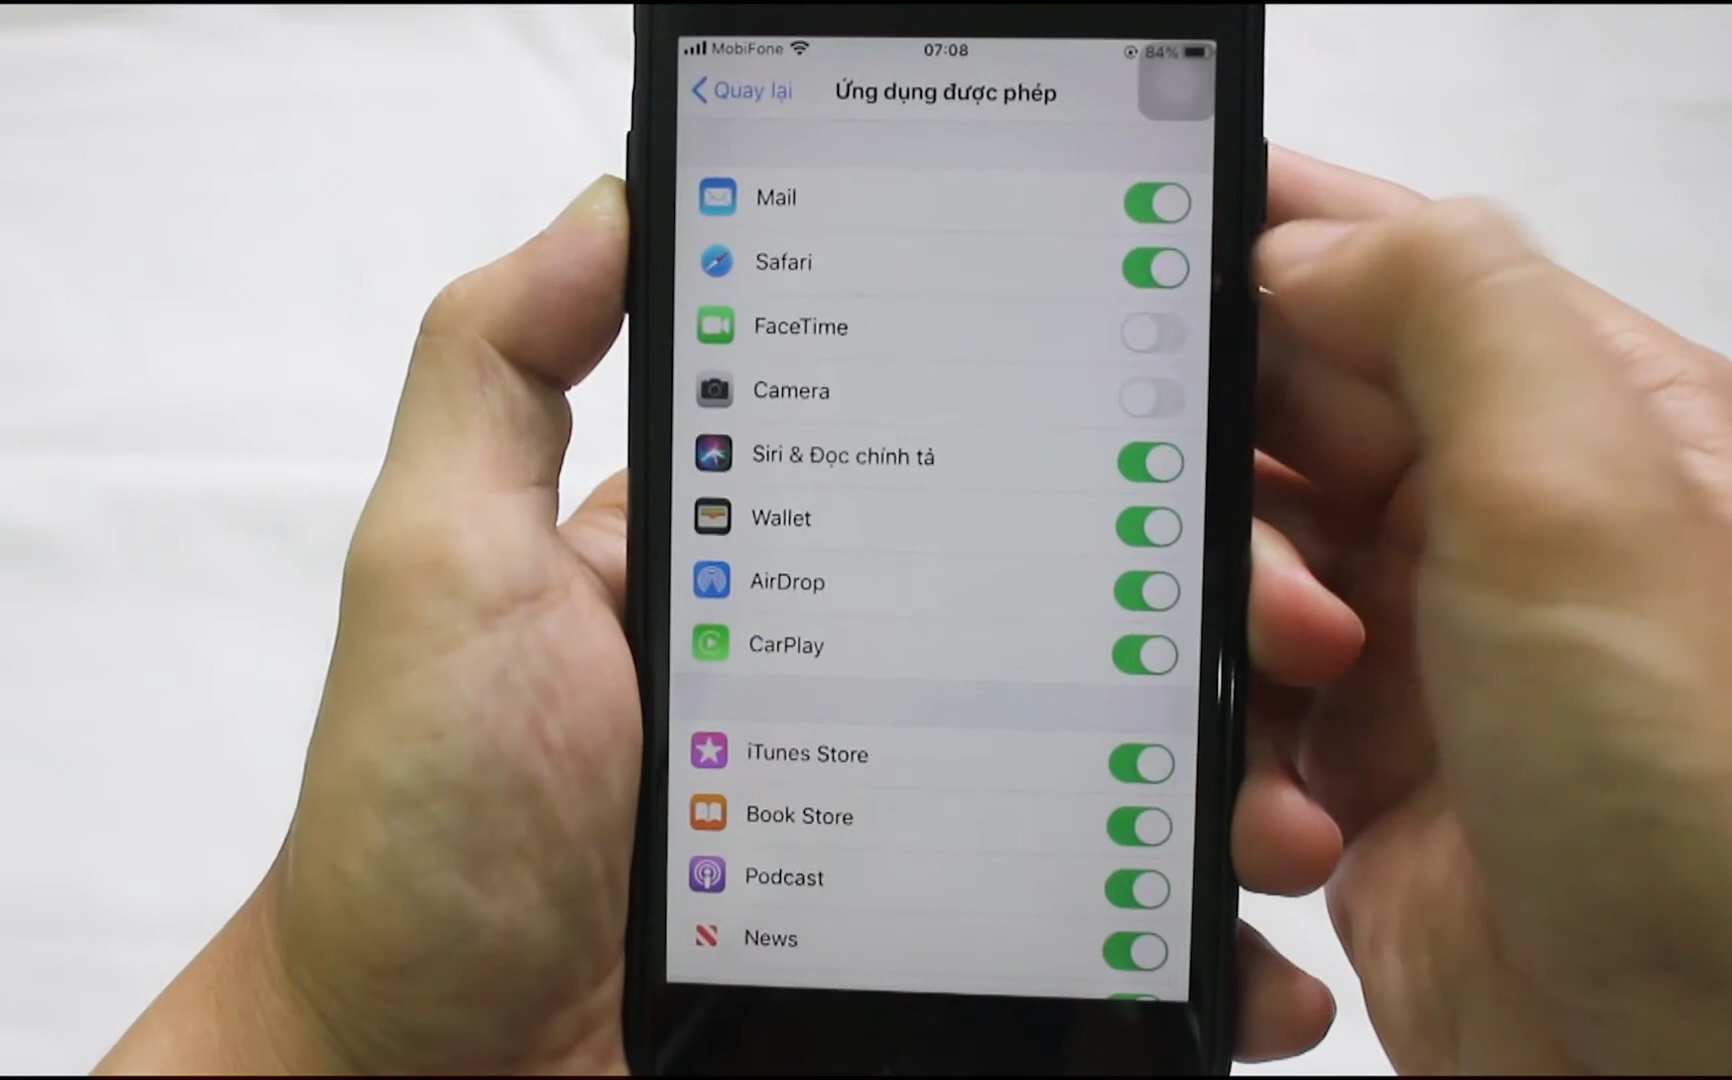 MobiFone 07:08 84%
Quay lại Ứng dụng được phép
Mail
Safari
FaceTime
Camera
Siri & Đọc chính tả
Wallet
AirDrop
CarPlay
iTunes Store
Book Store
Podcast
News